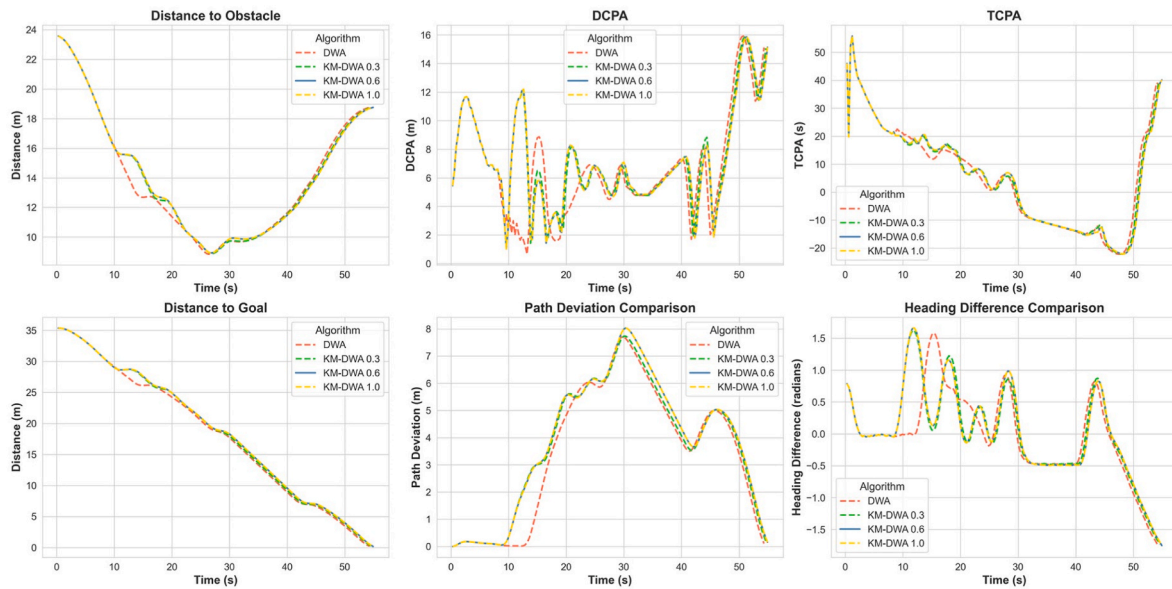 Distance to Obstacle
Distance (m)
24
22
20
18
16
14
12
10
0 10 20 30 40 50
Time (s)
Algorithm
DWA
KM-DWA 0.3
KM-DWA 0.6
KM-DWA 1.0
DCPA
DCPA (m)
16
14
12
10
8
6
4
2
0
0 10 20 30 40 50
Time (s)
Algorithm
DWA
KM-DWA 0.3
KM-DWA 0.6
KM-DWA 1.0
TCPA
TCPA (s)
50
40
30
20
10
0
−10
−20
0 10 20 30 40 50
Time (s)
Algorithm
DWA
KM-DWA 0.3
KM-DWA 0.6
KM-DWA 1.0
Distance to Goal
Distance (m)
35
30
25
20
15
10
5
0
0 10 20 30 40 50
Time (s)
Algorithm
DWA
KM-DWA 0.3
KM-DWA 0.6
KM-DWA 1.0
Path Deviation Comparison
Path Deviation (m)
8
7
6
5
4
3
2
1
0
0 10 20 30 40 50
Time (s)
Algorithm
DWA
KM-DWA 0.3
KM-DWA 0.6
KM-DWA 1.0
Heading Difference Comparison
Heading Difference (radians)
1.5
1.0
0.5
0.0
−0.5
−1.0
−1.5
0 10 20 30 40 50
Time (s)
Algorithm
DWA
KM-DWA 0.3
KM-DWA 0.6
KM-DWA 1.0